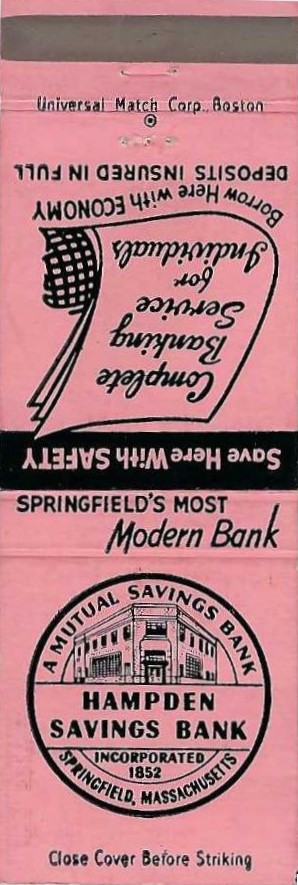 Universal Match Corp., Boston
Save Here With SAFETY
Complete
Banking
Service
for
Individuals
Borrow Here with ECONOMY
DEPOSITS INSURED IN FULL
SPRINGFIELD'S MOST
Modern Bank
A MUTUAL SAVINGS BANK
HAMPDEN
SAVINGS BANK
INCORPORATED
1852
SPRINGFIELD, MASSACHUSETTS
Close Cover Before Striking